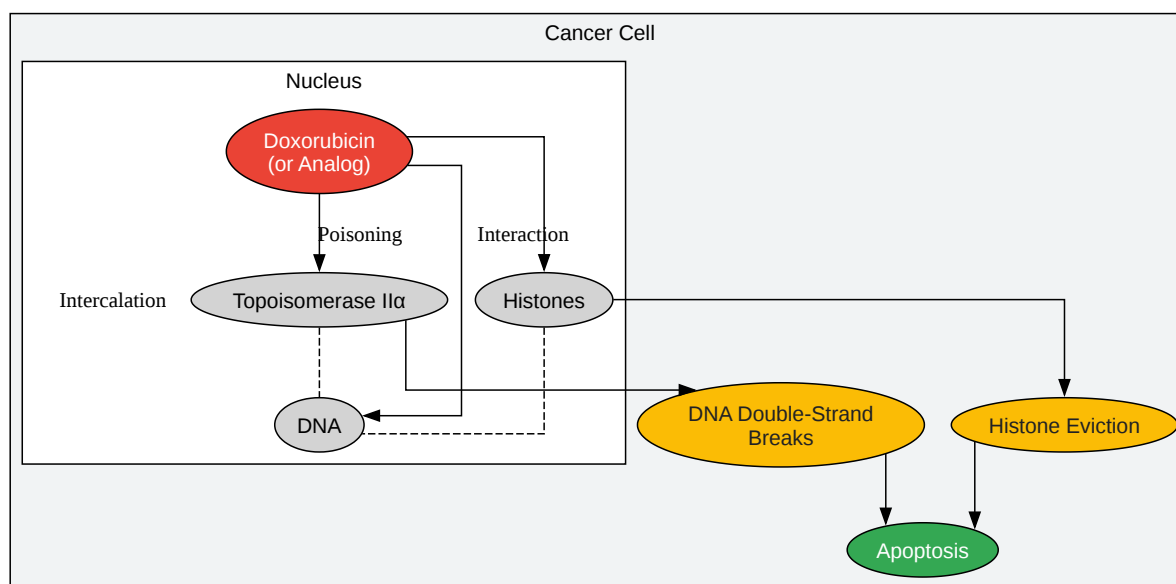 Cancer Cell
Nucleus
Doxorubicin
(or Analog)
Poisoning
Interaction
Intercalation
Topoisomerase IIα
Histones
DNA
DNA Double-Strand
Breaks
Histone Eviction
Apoptosis